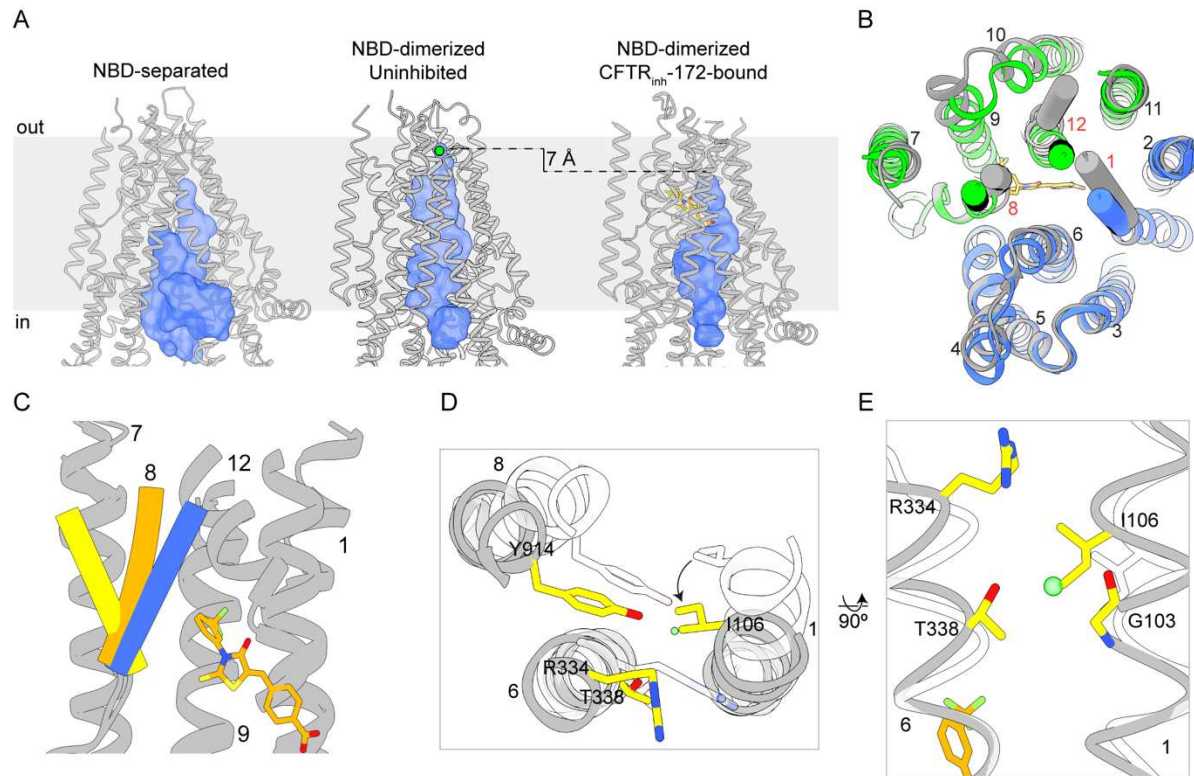 A
NBD-separated
NBD-dimerized
Uninhibited
NBD-dimerized
CFTRinh-172-bound
out
7 Å
in
B
10
11
9
12
7
2
1
8
6
5
3
4
C
7
8
12
1
9
D
8
Y914
I106
1
R334
T338
6
90º
E
R334
I106
T338
G103
6
1